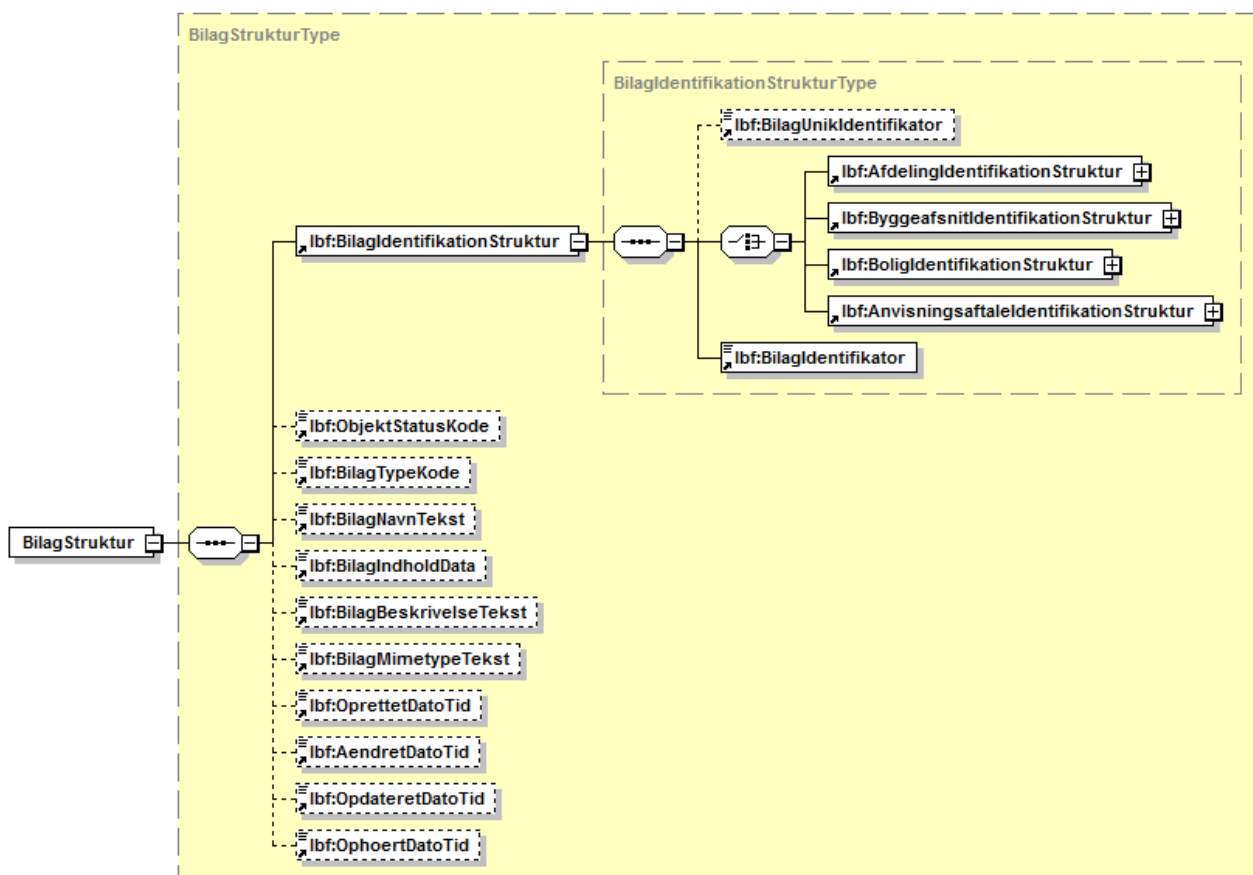 BilagStrukturType
BilagIdentifikationStrukturType
lbf:BilagUnikIdentifikator
lbf:AfdelingIdentifikationStruktur
lbf:ByggeafsnitIdentifikationStruktur
lbf:BilagIdentifikationStruktur
lbf:BoligIdentifikationStruktur
lbf:AnvisningsaftaleIdentifikationStruktur
lbf:BilagIdentifikator
lbf:ObjektStatusKode
lbf:BilagTypeKode
lbf:BilagNavnTekst
BilagStruktur
lbf:BilagIndholdData
lbf:BilagBeskrivelseTekst
lbf:BilagMimetypeTekst
lbf:OprettetDatoTid
lbf:AendretDatoTid
lbf:OpdateretDatoTid
lbf:OphoertDatoTid